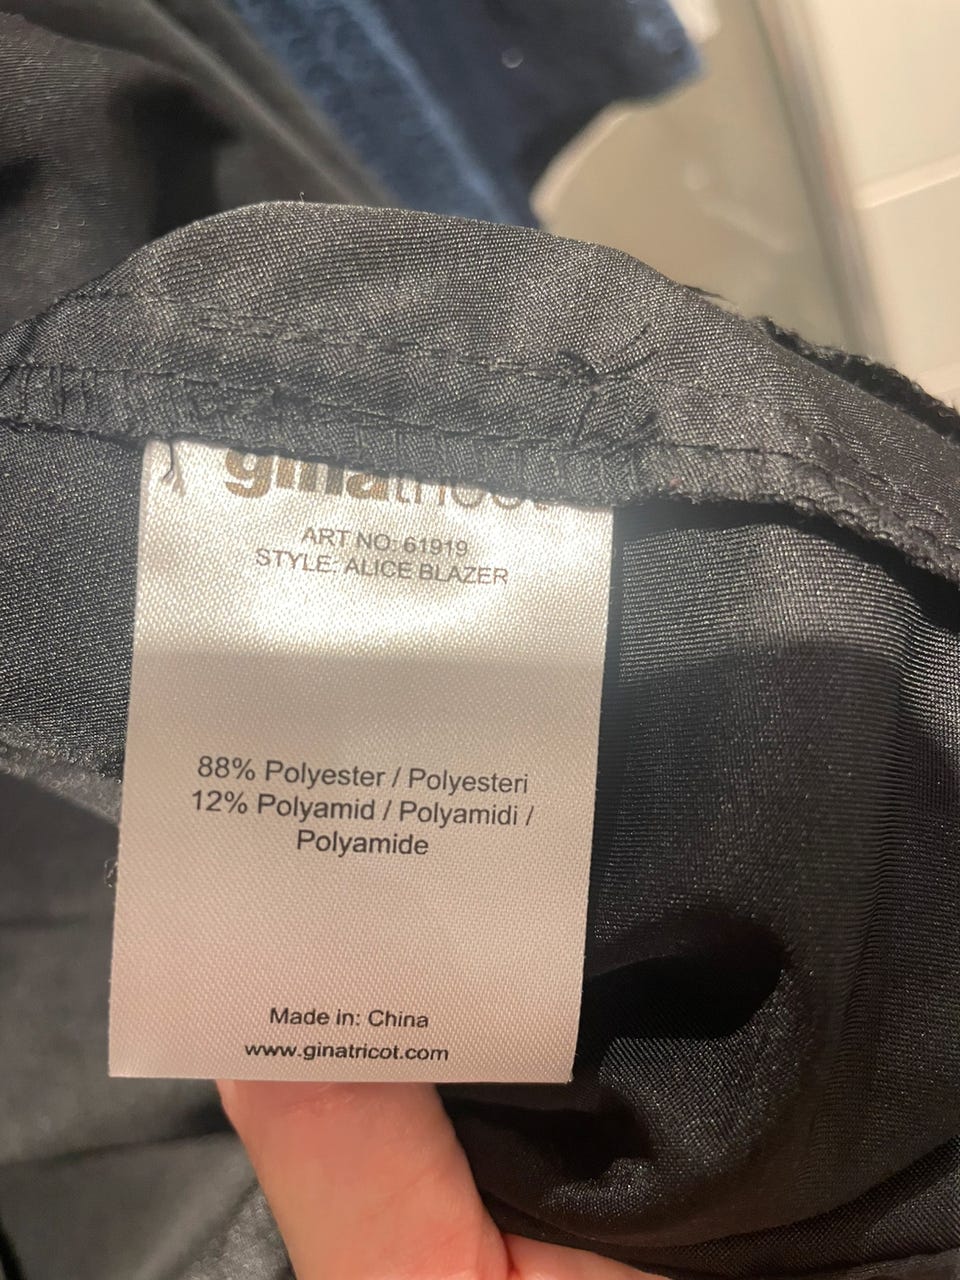 ginatricot
ART NO: 61919
STYLE: ALICE BLAZER
88% Polyester / Polyesteri
12% Polyamid / Polyamidi /
Polyamide
Made in: China
www.ginatricot.com